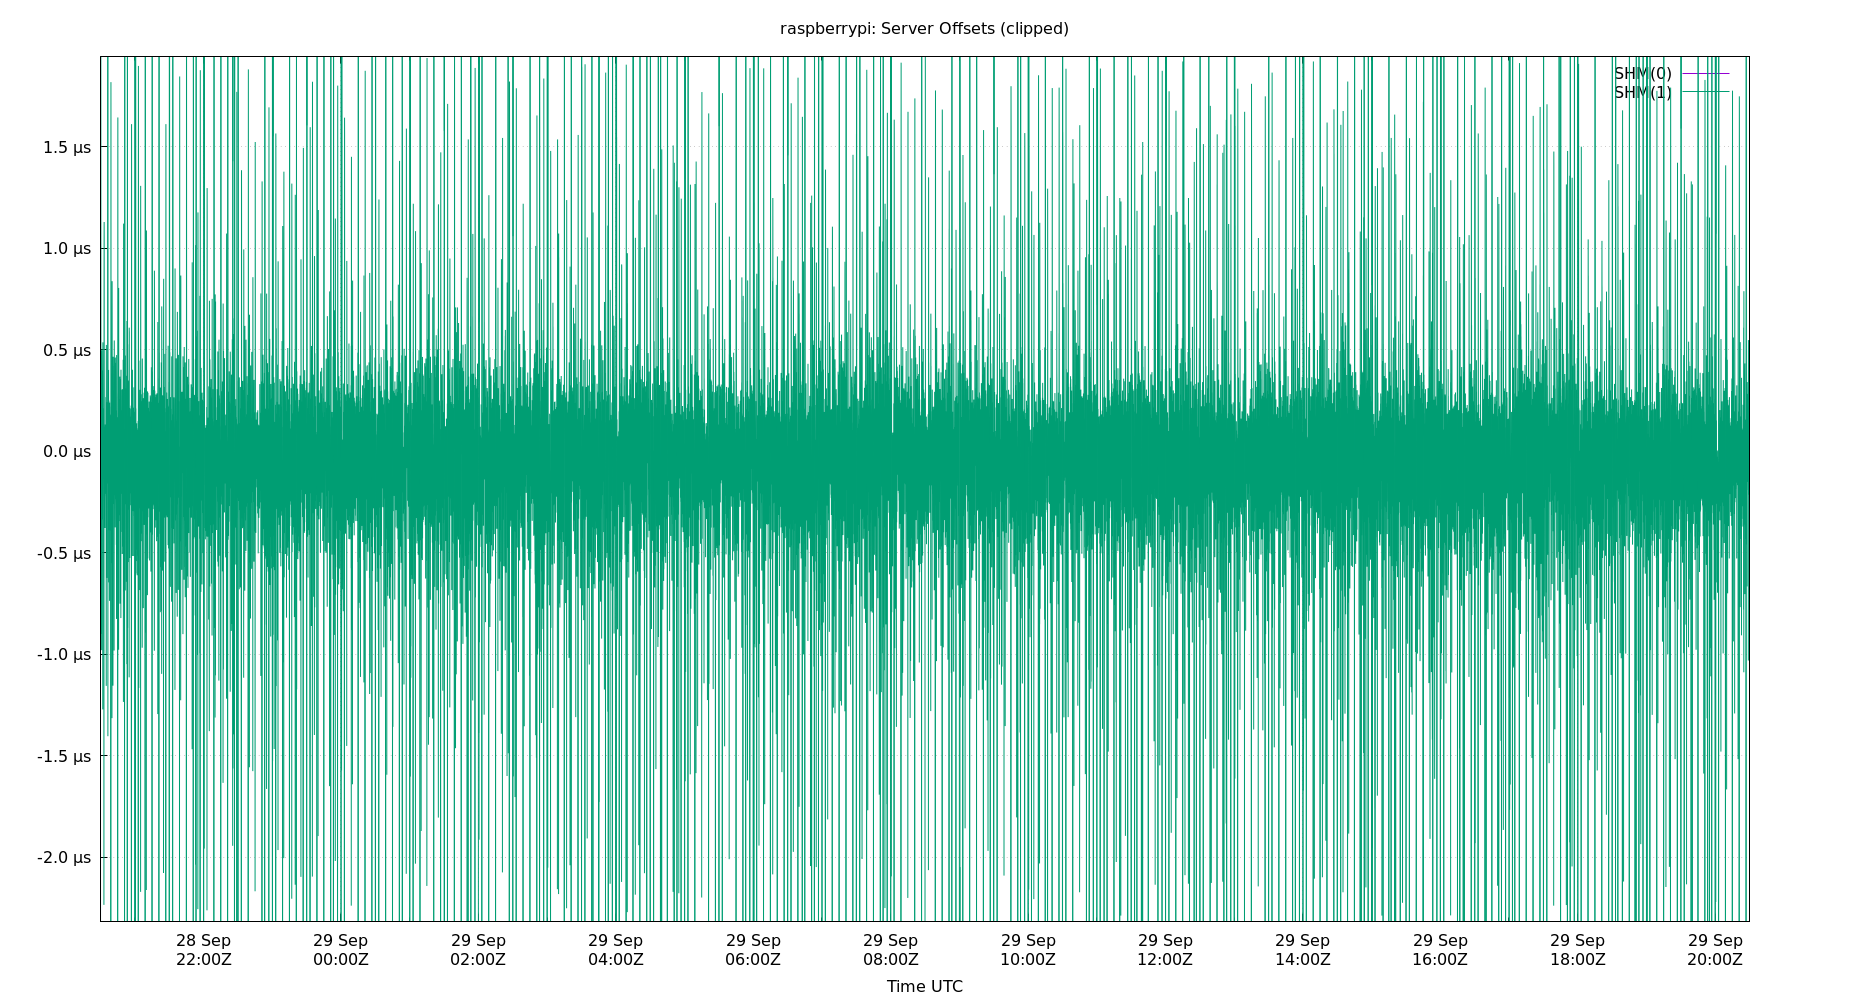 raspberrypi: Server Offsets (clipped)
SHM(0)
SHM(1)
1.5 µs
1.0 µs
0.5 µs
0.0 µs
-0.5 µs
-1.0 µs
-1.5 µs
-2.0 µs
28 Sep 29 Sep 29 Sep 29 Sep 29 Sep 29 Sep 29 Sep 29 Sep 29 Sep 29 Sep 29 Sep 29 Sep
22:00Z 00:00Z 02:00Z 04:00Z 06:00Z 08:00Z 10:00Z 12:00Z 14:00Z 16:00Z 18:00Z 20:00Z
Time UTC